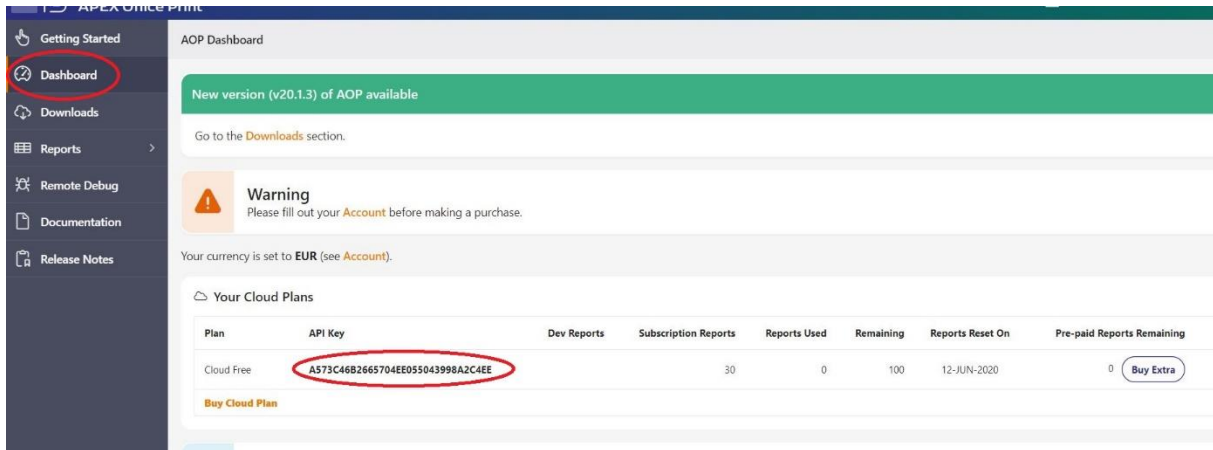 APEX Office Print
Getting Started
Dashboard
Downloads
Reports
Remote Debug
Documentation
Release Notes
AOP Dashboard
New version (v20.1.3) of AOP available
Go to the Downloads section.
Warning
Please fill out your Account before making a purchase.
Your currency is set to EUR (see Account).
Your Cloud Plans
Plan API Key Dev Reports Subscription Reports Reports Used Remaining Reports Reset On Pre-paid Reports Remaining
Cloud Free A573C46B2665704EE055043998A2C4EE 30 0 100 12-JUN-2020 0 Buy Extra
Buy Cloud Plan